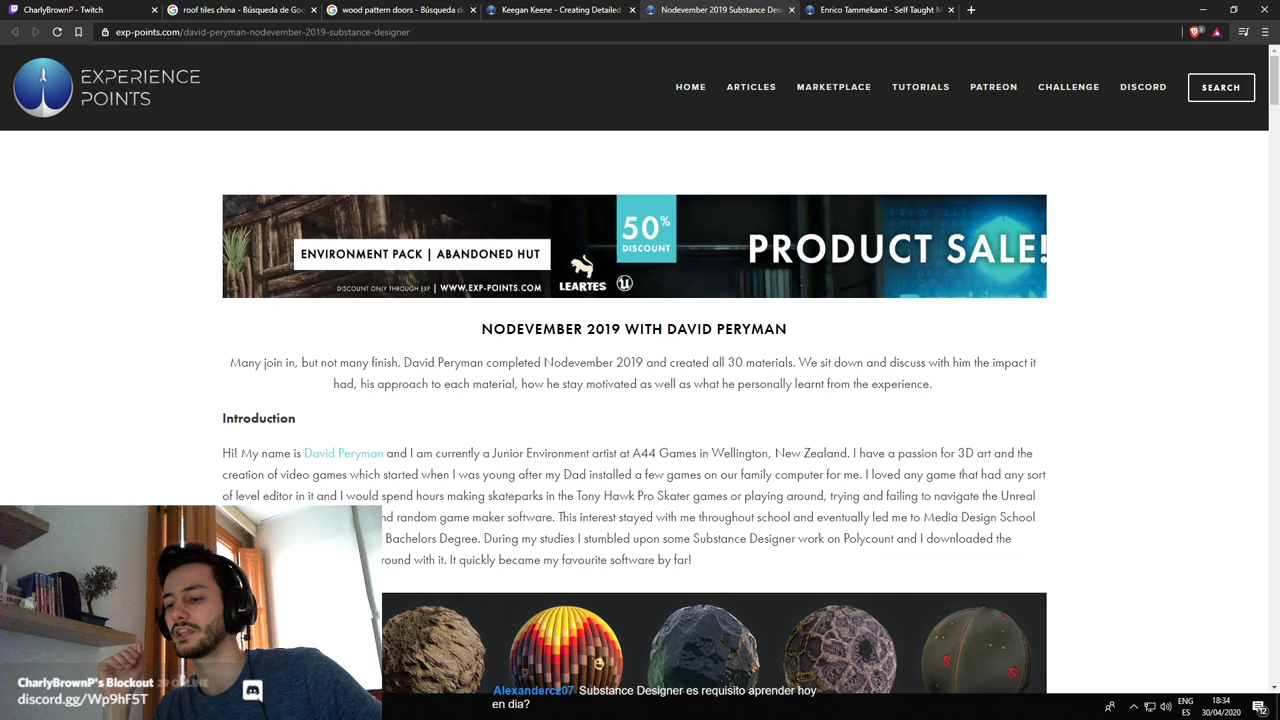 CharlyBrownP - Twitch
roof tiles china - Búsqueda de Goo
wood pattern doors - Búsqueda de
Keegan Keene - Creating Detailed
Nodevember 2019 Substance Des
Enrico Tammekand - Self Taught M
exp-points.com/david-peryman-nodevember-2019-substance-designer
EXPERIENCE
POINTS
HOME ARTICLES MARKETPLACE TUTORIALS PATREON CHALLENGE DISCORD SEARCH
ENVIRONMENT PACK | ABANDONED HUT
DISCOUNT ONLY THROUGH EXP | WWW.EXP-POINTS.COM
LEARTES
50%
DISCOUNT
PRODUCT SALE!
NODEVEMBER 2019 WITH DAVID PERYMAN
Many join in, but not many finish. David Peryman completed Nodevember 2019 and created all 30 materials. We sit down and discuss with him the impact it
had, his approach to each material, how he stay motivated as well as what he personally learnt from the experience.
Introduction
Hi! My name is David Peryman and I am currently a Junior Environment artist at A44 Games in Wellington, New Zealand. I have a passion for 3D art and the
creation of video games which started when I was young after my Dad installed a few games on our family computer for me. I loved any game that had any sort
of level editor in it and I would spend hours making skateparks in the Tony Hawk Pro Skater games or playing around, trying and failing to navigate the Unreal
nd random game maker software. This interest stayed with me throughout school and eventually led me to Media Design School
Bachelors Degree. During my studies I stumbled upon some Substance Designer work on Polycount and I downloaded the
round with it. It quickly became my favourite software by far!
CharlyBrownP's Blockout 29 ONLINE
discord.gg/Wp9hF5T
Alexandercz07 Substance Designer es requisito aprender hoy
en dia?
ENG
ES
18:34
30/04/2020
12